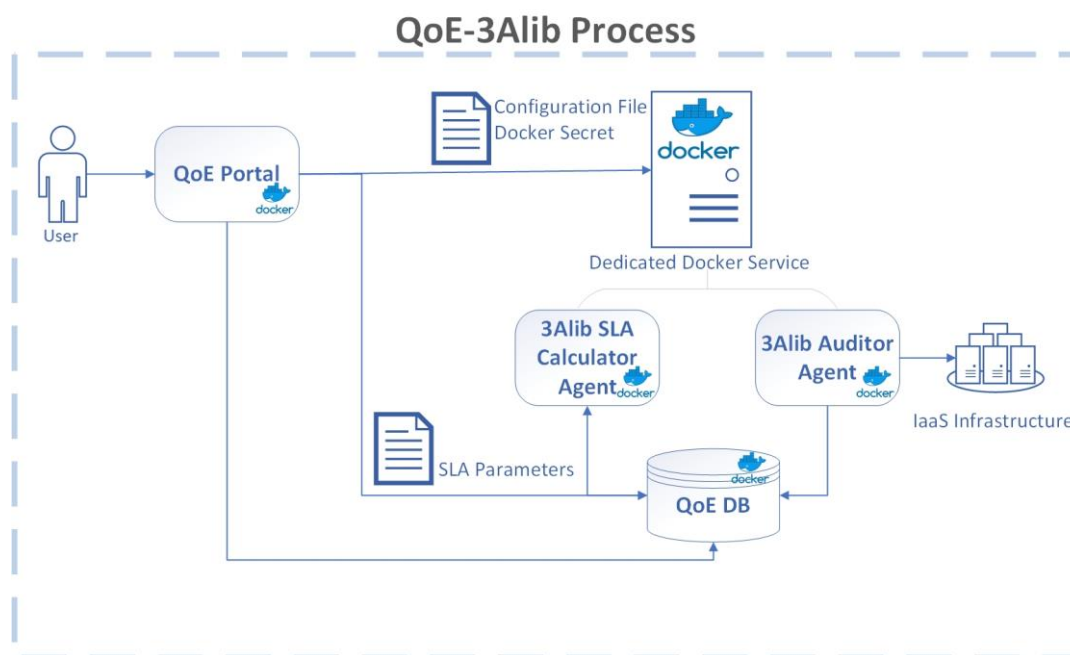 QoE-3Alib Process
Configuration File
Docker Secret
docker
QoE Portal
docker
User
Dedicated Docker Service
3Alib SLA
Calculator
Agent
docker
3Alib Auditor
Agent
docker
IaaS Infrastructure
SLA Parameters
docker
QoE DB